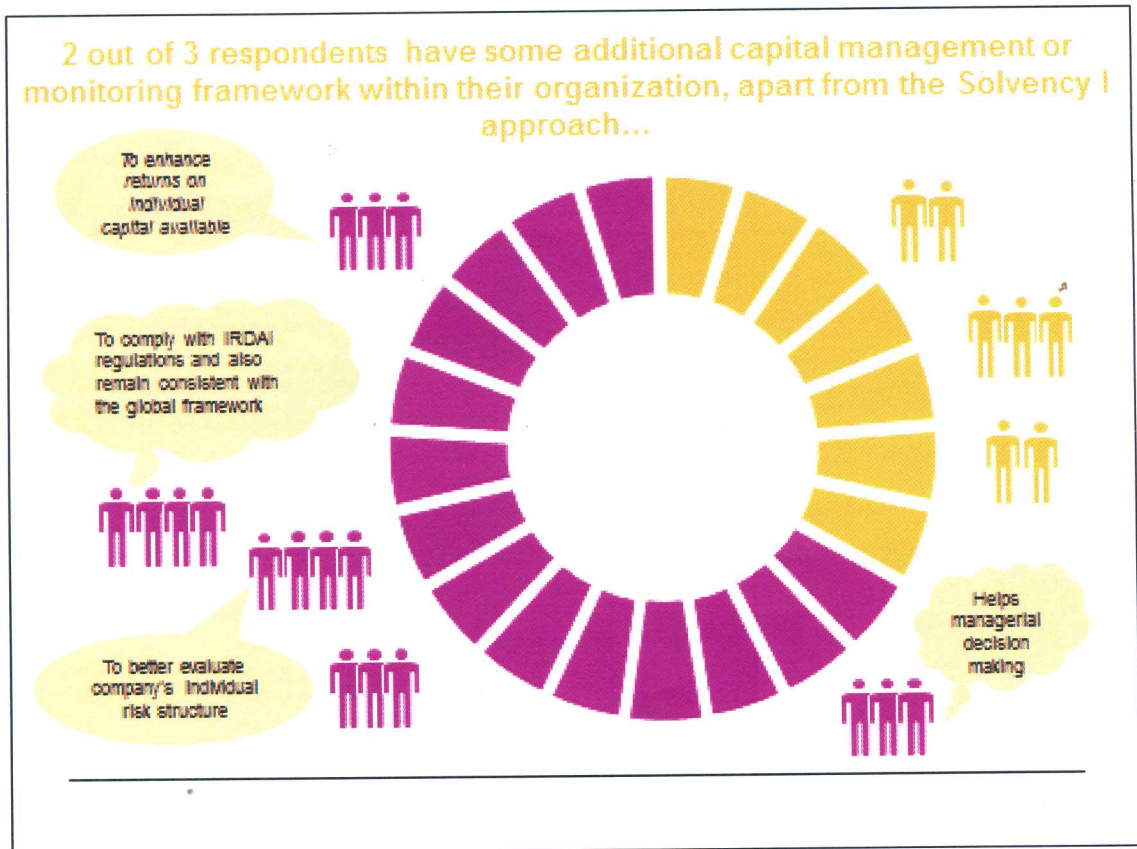 2 out of 3 respondents have some additional capital management or
monitoring framework within their organization, apart from the Solvency I
approach...
To enhance
returns on
individual
capital available
To comply with IRDAI
regulations and also
remain consistent with
the global framework
To better evaluate
company's individual
risk structure
Helps
managerial
decision
making